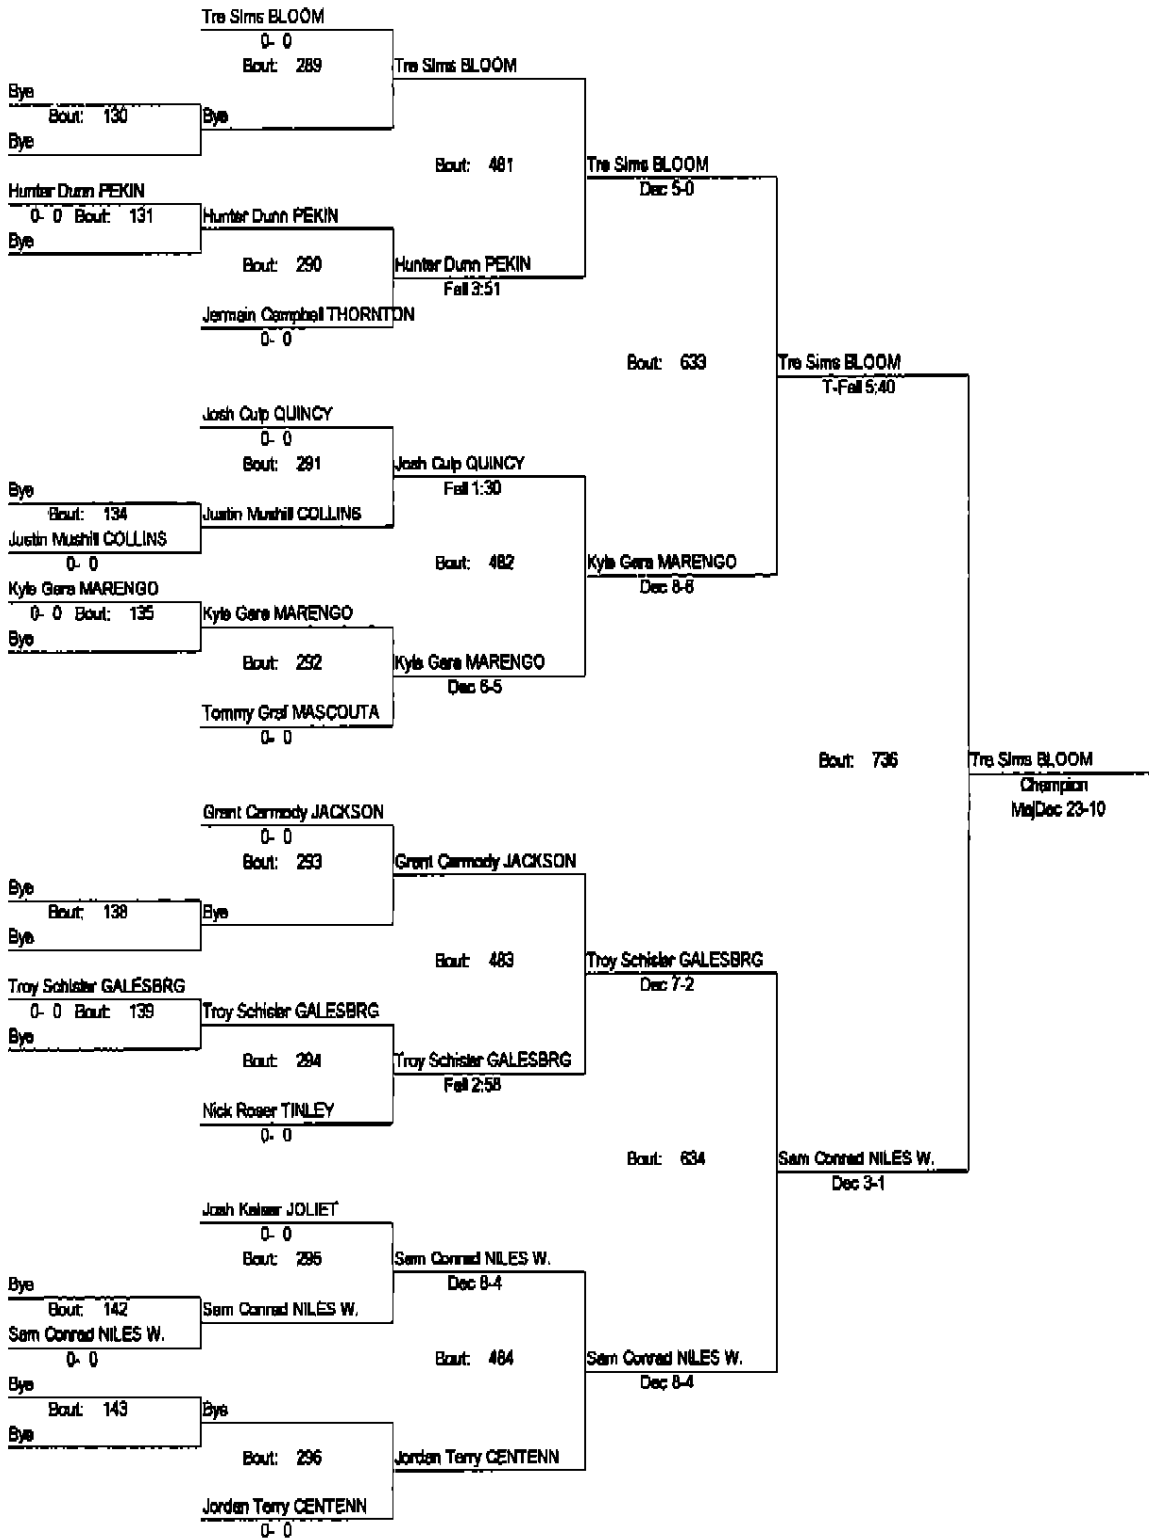 Tre Sims BLOOM
0- 0
Bout: 289
Tre Sims BLOOM
Bye
Bout: 130
Bye
Bye
Bout: 481
Tre Sims BLOOM
Dec 5-0
Hunter Dunn PEKIN
0- 0 Bout: 131
Hunter Dunn PEKIN
Bye
Bout: 290
Hunter Dunn PEKIN
Fall 3:51
Jermain Campbell THORNTON
0- 0
Bout: 633
Tre Sims BLOOM
T-Fall 5:40
Josh Culp QUINCY
0- 0
Bout: 291
Josh Culp QUINCY
Fall 1:30
Bye
Bout: 134
Justin Mushill COLLINS
Justin Mushill COLLINS
0- 0
Bout: 482
Kyle Gara MARENGO
Dec 8-6
Kyle Gara MARENGO
0- 0 Bout: 135
Kyle Gara MARENGO
Bye
Bout: 292
Kyle Gara MARENGO
Dec 6-5
Tommy Graf MASCOUTA
0- 0
Bout: 736
Tre Sims BLOOM
Champion
MajDec 23-10
Grant Carmody JACKSON
0- 0
Bout: 293
Grant Carmody JACKSON
Bye
Bout: 138
Bye
Bye
Bout: 483
Troy Schisler GALESBRG
Dec 7-2
Troy Schisler GALESBRG
0- 0 Bout: 139
Troy Schisler GALESBRG
Bye
Bout: 294
Troy Schisler GALESBRG
Fall 2:58
Nick Roser TINLEY
0- 0
Bout: 634
Sam Conrad NILES W.
Dec 3-1
Josh Keiser JOLIET
0- 0
Bout: 295
Sam Conrad NILES W.
Dec 8-4
Bye
Bout: 142
Sam Conrad NILES W.
Sam Conrad NILES W.
0- 0
Bout: 484
Sam Conrad NILES W.
Dec 8-4
Bye
Bout: 143
Bye
Bye
Bout: 296
Jordan Terry CENTENN
Jordan Terry CENTENN
0- 0